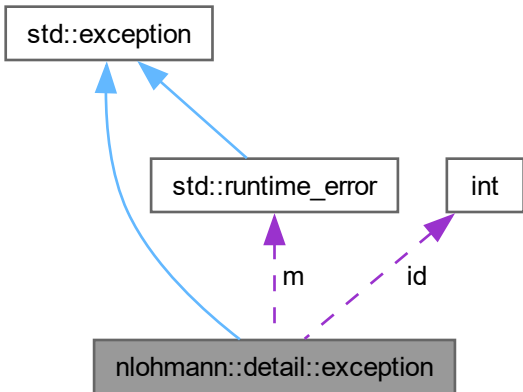 std::exception
std::runtime_error
int
m
id
nlohmann::detail::exception